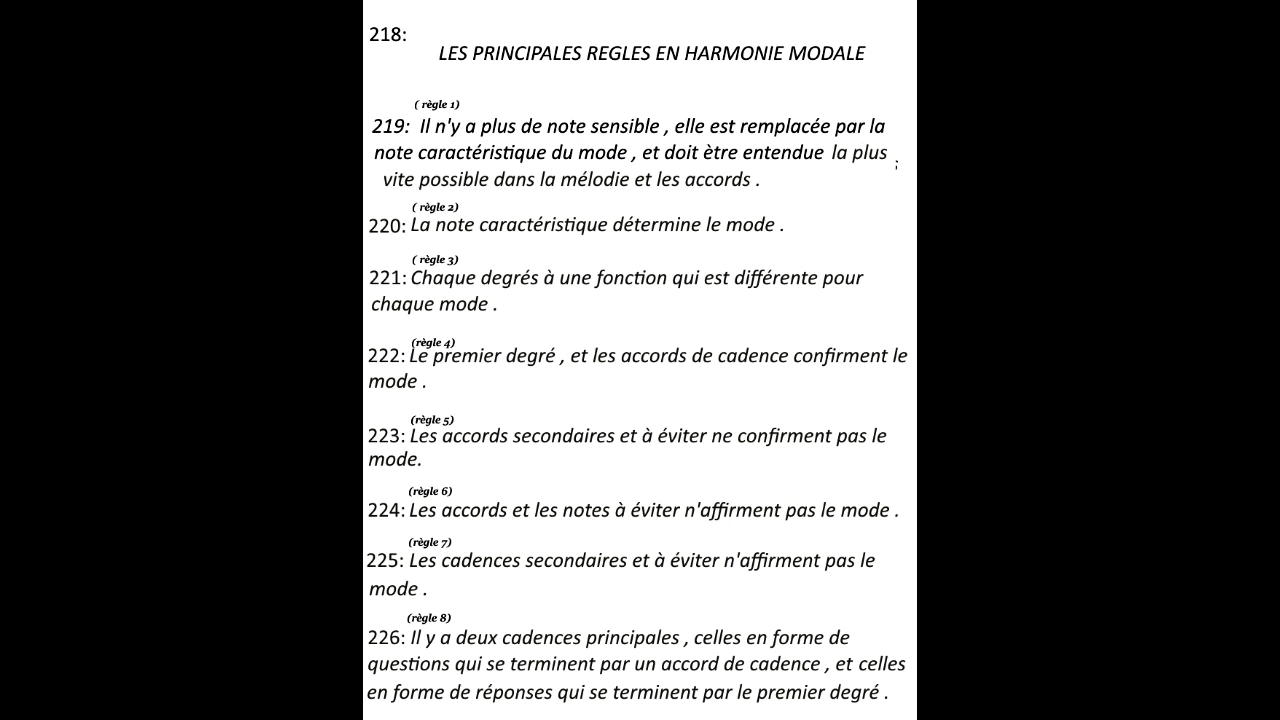 218:
LES PRINCIPALES REGLES EN HARMONIE MODALE
( règle 1)
219: Il n'y a plus de note sensible , elle est remplacée par la
note caractéristique du mode , et doit ètre entendue la plus
vite possible dans la mélodie et les accords .
( règle 2)
220: La note caractéristique détermine le mode .
( règle 3)
221: Chaque degrés à une fonction qui est différente pour
chaque mode .
(règle 4)
222: Le premier degré , et les accords de cadence confirment le
mode .
(règle 5)
223: Les accords secondaires et à éviter ne confirment pas le
mode.
(règle 6)
224: Les accords et les notes à éviter n'affirment pas le mode .
(règle 7)
225: Les cadences secondaires et à éviter n'affirment pas le
mode .
(règle 8)
226: Il y a deux cadences principales , celles en forme de
questions qui se terminent par un accord de cadence , et celles
en forme de réponses qui se terminent par le premier degré .